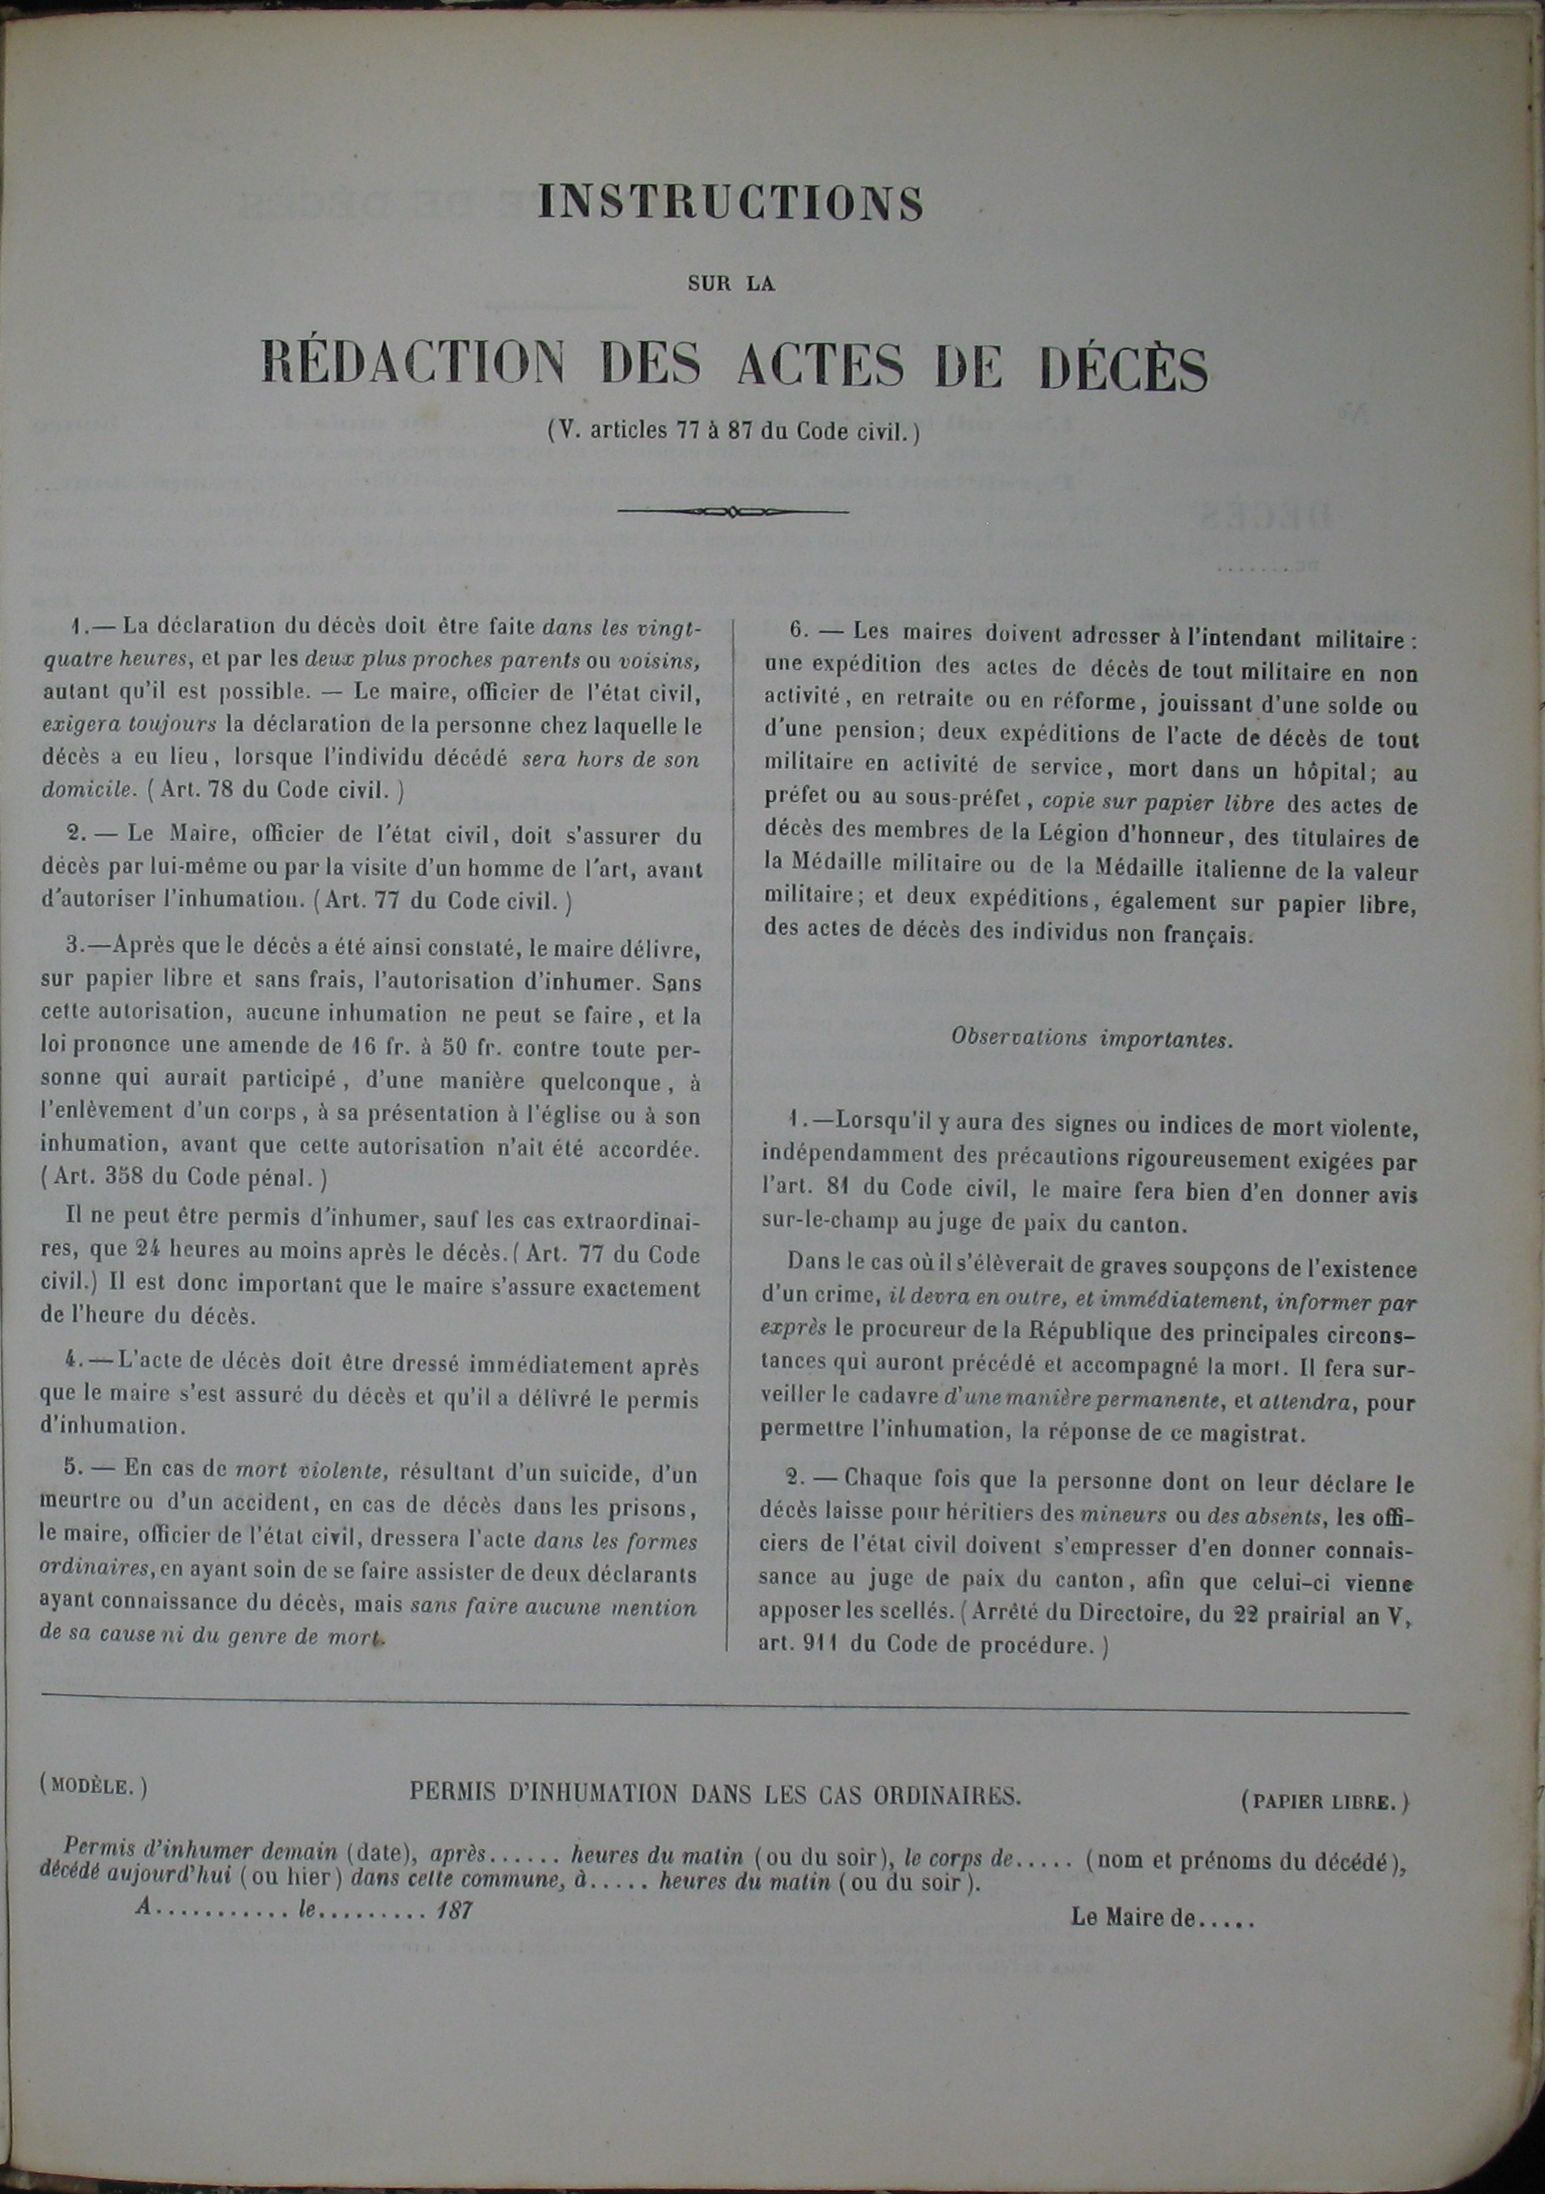 INSTRUCTIONS
SUR LA
RÉDACTION DES ACTES DE DÉCÈS
(V. articles 77 à 87 du Code civil.)
1.— La déclaration du décès doit être faite dans les vingt-
quatre heures, et par les deux plus proches parents ou voisins,
autant qu'il est possible. — Le maire, officier de l'état civil,
exigera toujours la déclaration de la personne chez laquelle le
décès a eu lieu, lorsque l'individu décédé sera hors de son
domicile. (Art. 78 du Code civil.)
2. — Le Maire, officier de l'état civil, doit s'assurer du
décès par lui-même ou par la visite d'un homme de l'art, avant
d'autoriser l'inhumation. (Art. 77 du Code civil.)
3.—Après que le décès a été ainsi constaté, le maire délivre,
sur papier libre et sans frais, l'autorisation d'inhumer. Sans
cette autorisation, aucune inhumation ne peut se faire, et la
loi prononce une amende de 16 fr. à 50 fr. contre toute per-
sonne qui aurait participé, d'une manière quelconque, à
l'enlèvement d'un corps, à sa présentation à l'église ou à son
inhumation, avant que cette autorisation n'ait été accordée.
(Art. 358 du Code pénal.)
Il ne peut être permis d'inhumer, sauf les cas extraordinai-
res, que 24 heures au moins après le décès. (Art. 77 du Code
civil.) Il est donc important que le maire s'assure exactement
de l'heure du décès.
4.—L'acte de décès doit être dressé immédiatement après
que le maire s'est assuré du décès et qu'il a délivré le permis
d'inhumation.
5. — En cas de mort violente, résultant d'un suicide, d'un
meurtre ou d'un accident, en cas de décès dans les prisons,
le maire, officier de l'état civil, dressera l'acte dans les formes
ordinaires, en ayant soin de se faire assister de deux déclarants
ayant connaissance du décès, mais sans faire aucune mention
de sa cause ni du genre de mort.
6. — Les maires doivent adresser à l'intendant militaire :
une expédition des actes de décès de tout militaire en non
activité, en retraite ou en réforme, jouissant d'une solde ou
d'une pension; deux expéditions de l'acte de décès de tout
militaire en activité de service, mort dans un hôpital; au
préfet ou au sous-préfet, copie sur papier libre des actes de
décès des membres de la Légion d'honneur, des titulaires de
la Médaille militaire ou de la Médaille italienne de la valeur
militaire; et deux expéditions, également sur papier libre,
des actes de décès des individus non français.
Observations importantes.
1.—Lorsqu'il y aura des signes ou indices de mort violente,
indépendamment des précautions rigoureusement exigées par
l'art. 81 du Code civil, le maire fera bien d'en donner avis
sur-le-champ au juge de paix du canton.
Dans le cas où il s'élèverait de graves soupçons de l'existence
d'un crime, il devra en outre, et immédiatement, informer par
exprès le procureur de la République des principales circons-
tances qui auront précédé et accompagné la mort. Il fera sur-
veiller le cadavre d'une manière permanente, et attendra, pour
permettre l'inhumation, la réponse de ce magistrat.
2. — Chaque fois que la personne dont on leur déclare le
décès laisse pour héritiers des mineurs ou des absents, les offi-
ciers de l'état civil doivent s'empresser d'en donner connais-
sance au juge de paix du canton, afin que celui-ci vienne
apposer les scellés. (Arrêté du Directoire, du 22 prairial an V,
art. 911 du Code de procédure.)
(MODÈLE.) PERMIS D'INHUMATION DANS LES CAS ORDINAIRES. (PAPIER LIBRE.)
Permis d'inhumer demain (date), après...... heures du matin (ou du soir), le corps de..... (nom et prénoms du décédé),
décédé aujourd'hui (ou hier) dans cette commune, à..... heures du matin (ou du soir).
A........... le......... 187 Le Maire de.....